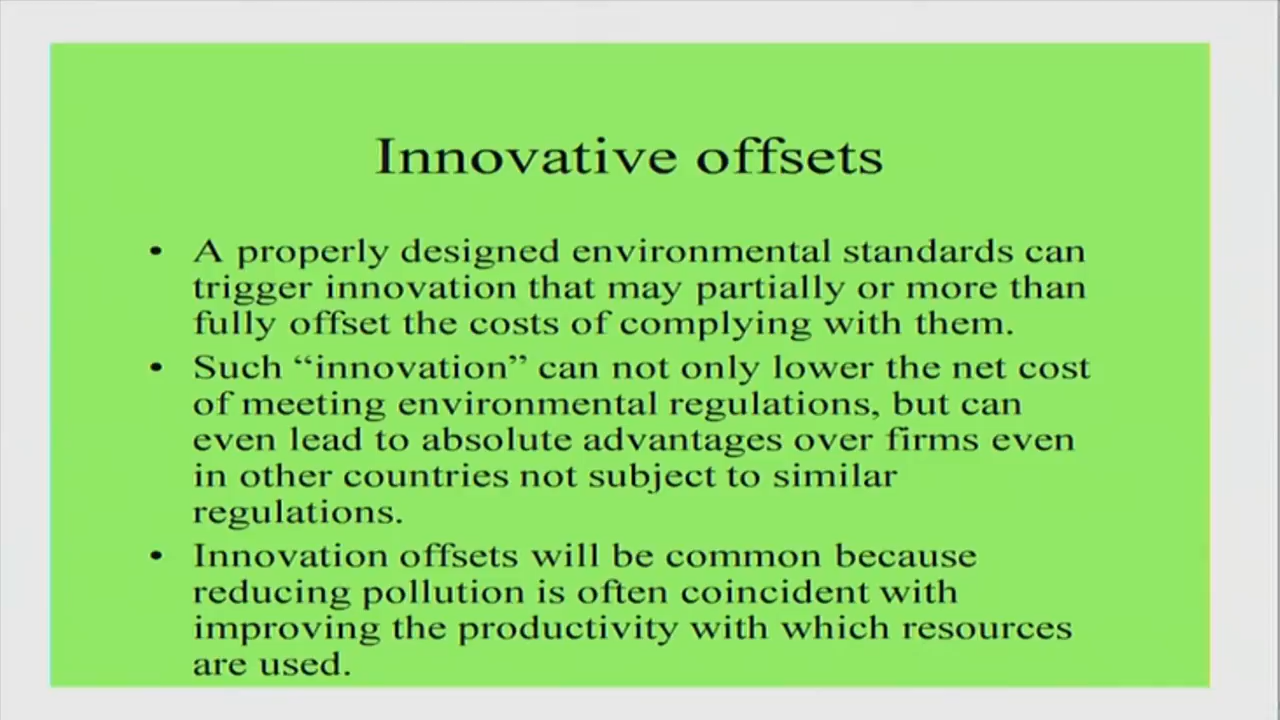 Innovative offsets
• A properly designed environmental standards can
trigger innovation that may partially or more than
fully offset the costs of complying with them.
• Such “innovation” can not only lower the net cost
of meeting environmental regulations, but can
even lead to absolute advantages over firms even
in other countries not subject to similar
regulations.
• Innovation offsets will be common because
reducing pollution is often coincident with
improving the productivity with which resources
are used.